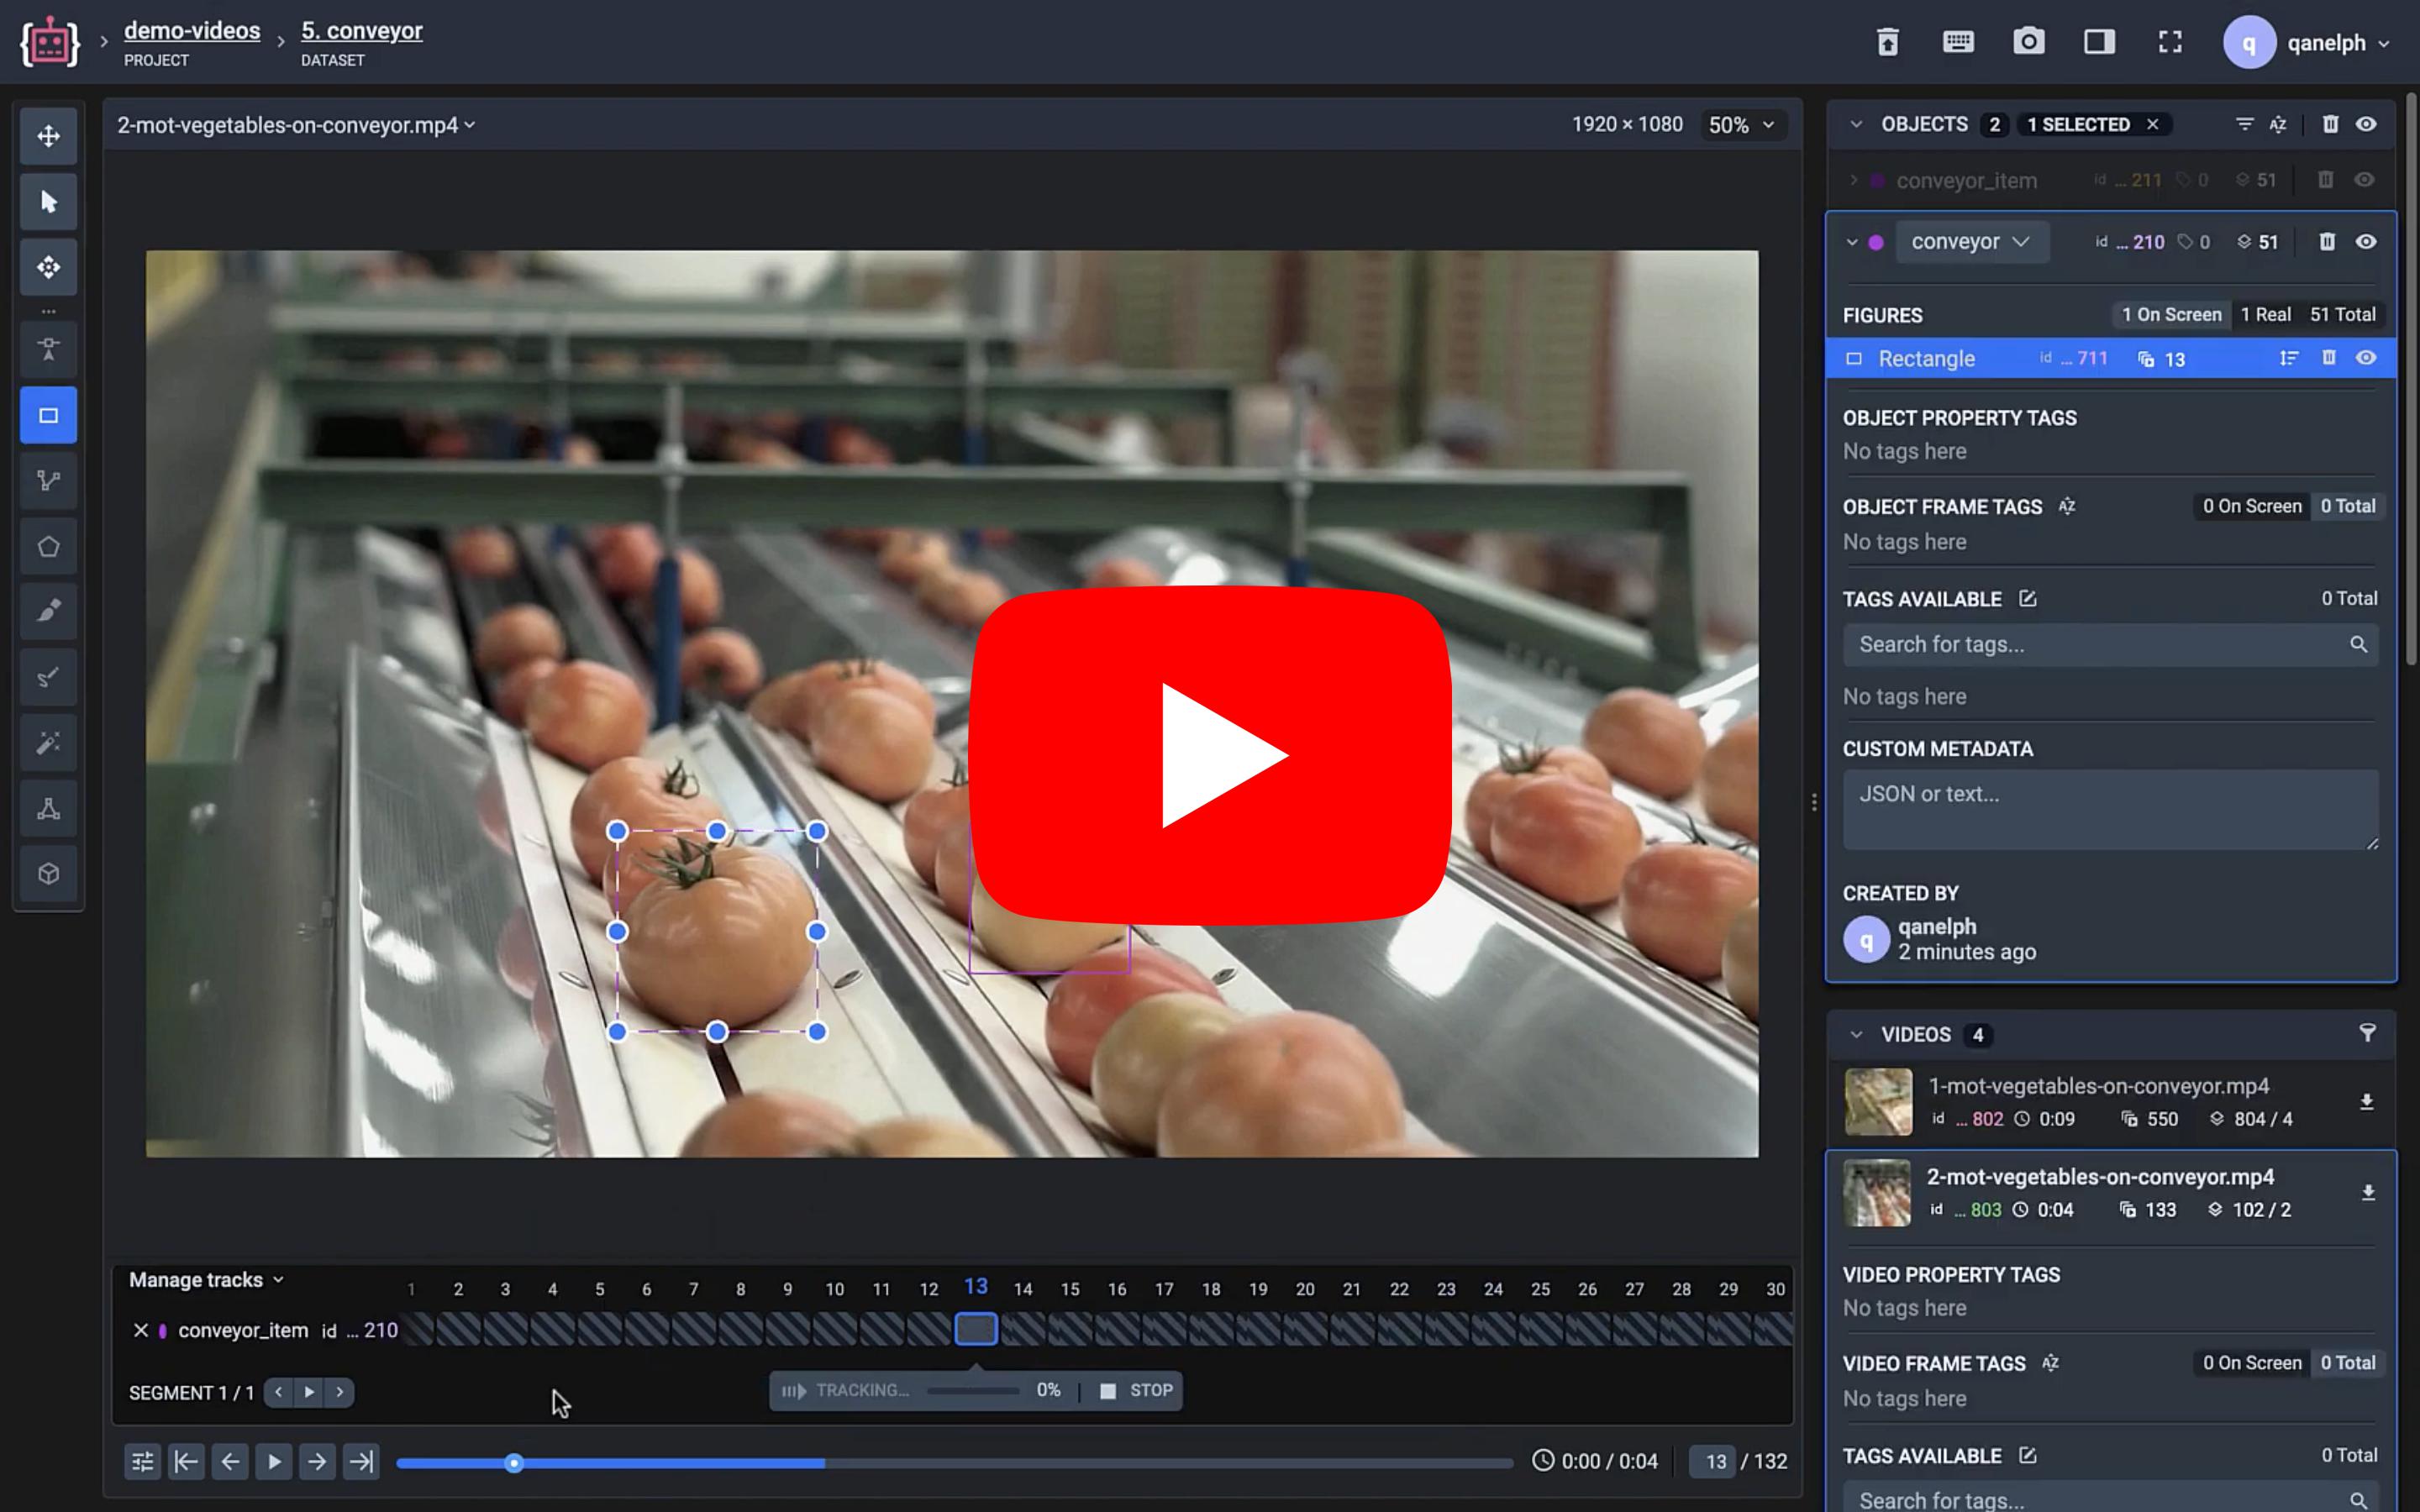 demo-videos
PROJECT
5. conveyor
DATASET
q
qanelph
2-mot-vegetables-on-conveyor.mp4
1920 × 1080
50%
OBJECTS 2 1 SELECTED
conveyor_item id ... 211 0 51
conveyor id ... 210 0 51
FIGURES 1 On Screen 1 Real 51 Total
Rectangle id ... 711 13
OBJECT PROPERTY TAGS
No tags here
OBJECT FRAME TAGS AZ 0 On Screen 0 Total
No tags here
TAGS AVAILABLE 0 Total
Search for tags...
No tags here
CUSTOM METADATA
JSON or text...
CREATED BY
q
qanelph
2 minutes ago
VIDEOS 4
1-mot-vegetables-on-conveyor.mp4
id ... 802 0:09 550 804 / 4
2-mot-vegetables-on-conveyor.mp4
id ... 803 0:04 133 102 / 2
VIDEO PROPERTY TAGS
No tags here
VIDEO FRAME TAGS AZ 0 On Screen 0 Total
No tags here
TAGS AVAILABLE 0 Total
Search for tags...
Manage tracks
1 2 3 4 5 6 7 8 9 10 11 12 13 14 15 16 17 18 19 20 21 22 23 24 25 26 27 28 29 30
conveyor_item id ... 210
SEGMENT 1 / 1
TRACKING... 0% STOP
0:00 / 0:04 13 / 132